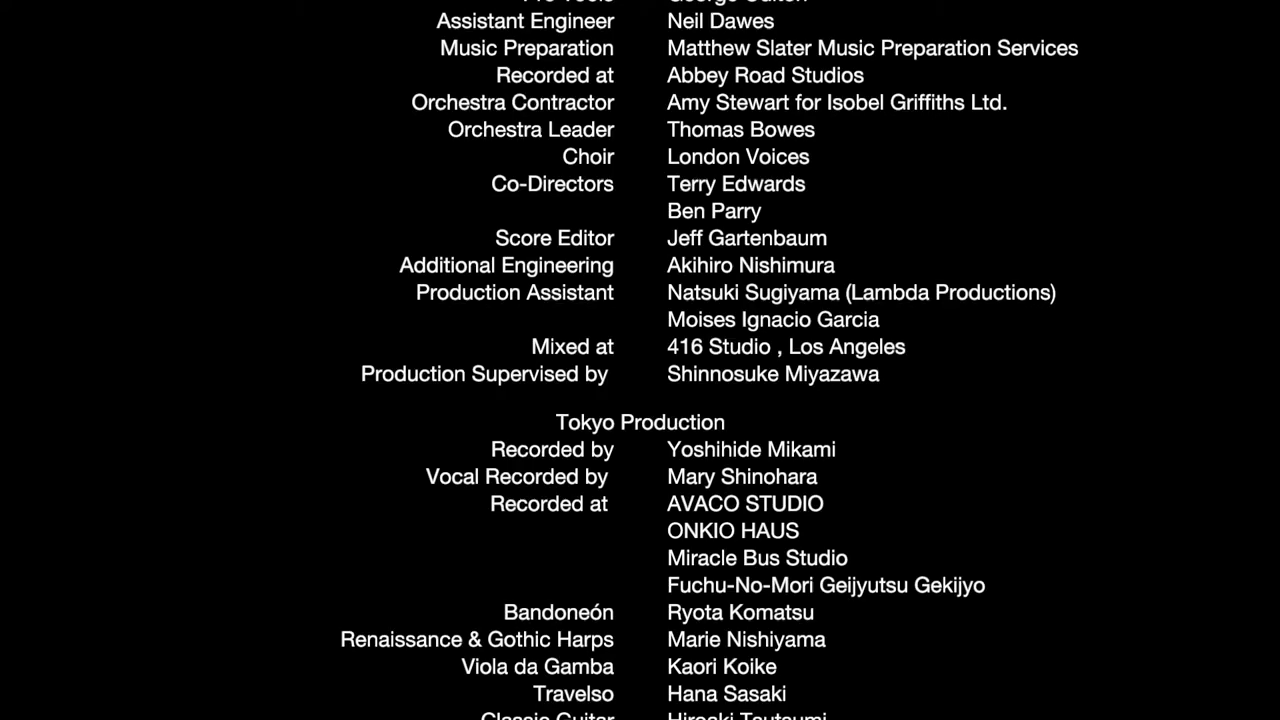 Assistant Engineer Neil Dawes
Music Preparation Matthew Slater Music Preparation Services
Recorded at Abbey Road Studios
Orchestra Contractor Amy Stewart for Isobel Griffiths Ltd.
Orchestra Leader Thomas Bowes
Choir London Voices
Co-Directors Terry Edwards
Ben Parry
Score Editor Jeff Gartenbaum
Additional Engineering Akihiro Nishimura
Production Assistant Natsuki Sugiyama (Lambda Productions)
Moises Ignacio Garcia
Mixed at 416 Studio , Los Angeles
Production Supervised by Shinnosuke Miyazawa
Tokyo Production
Recorded by Yoshihide Mikami
Vocal Recorded by Mary Shinohara
Recorded at AVACO STUDIO
ONKIO HAUS
Miracle Bus Studio
Fuchu-No-Mori Geijyutsu Gekijyo
Bandoneón Ryota Komatsu
Renaissance & Gothic Harps Marie Nishiyama
Viola da Gamba Kaori Koike
Travelso Hana Sasaki
Classic Guitar Hiroaki Tsutsumi